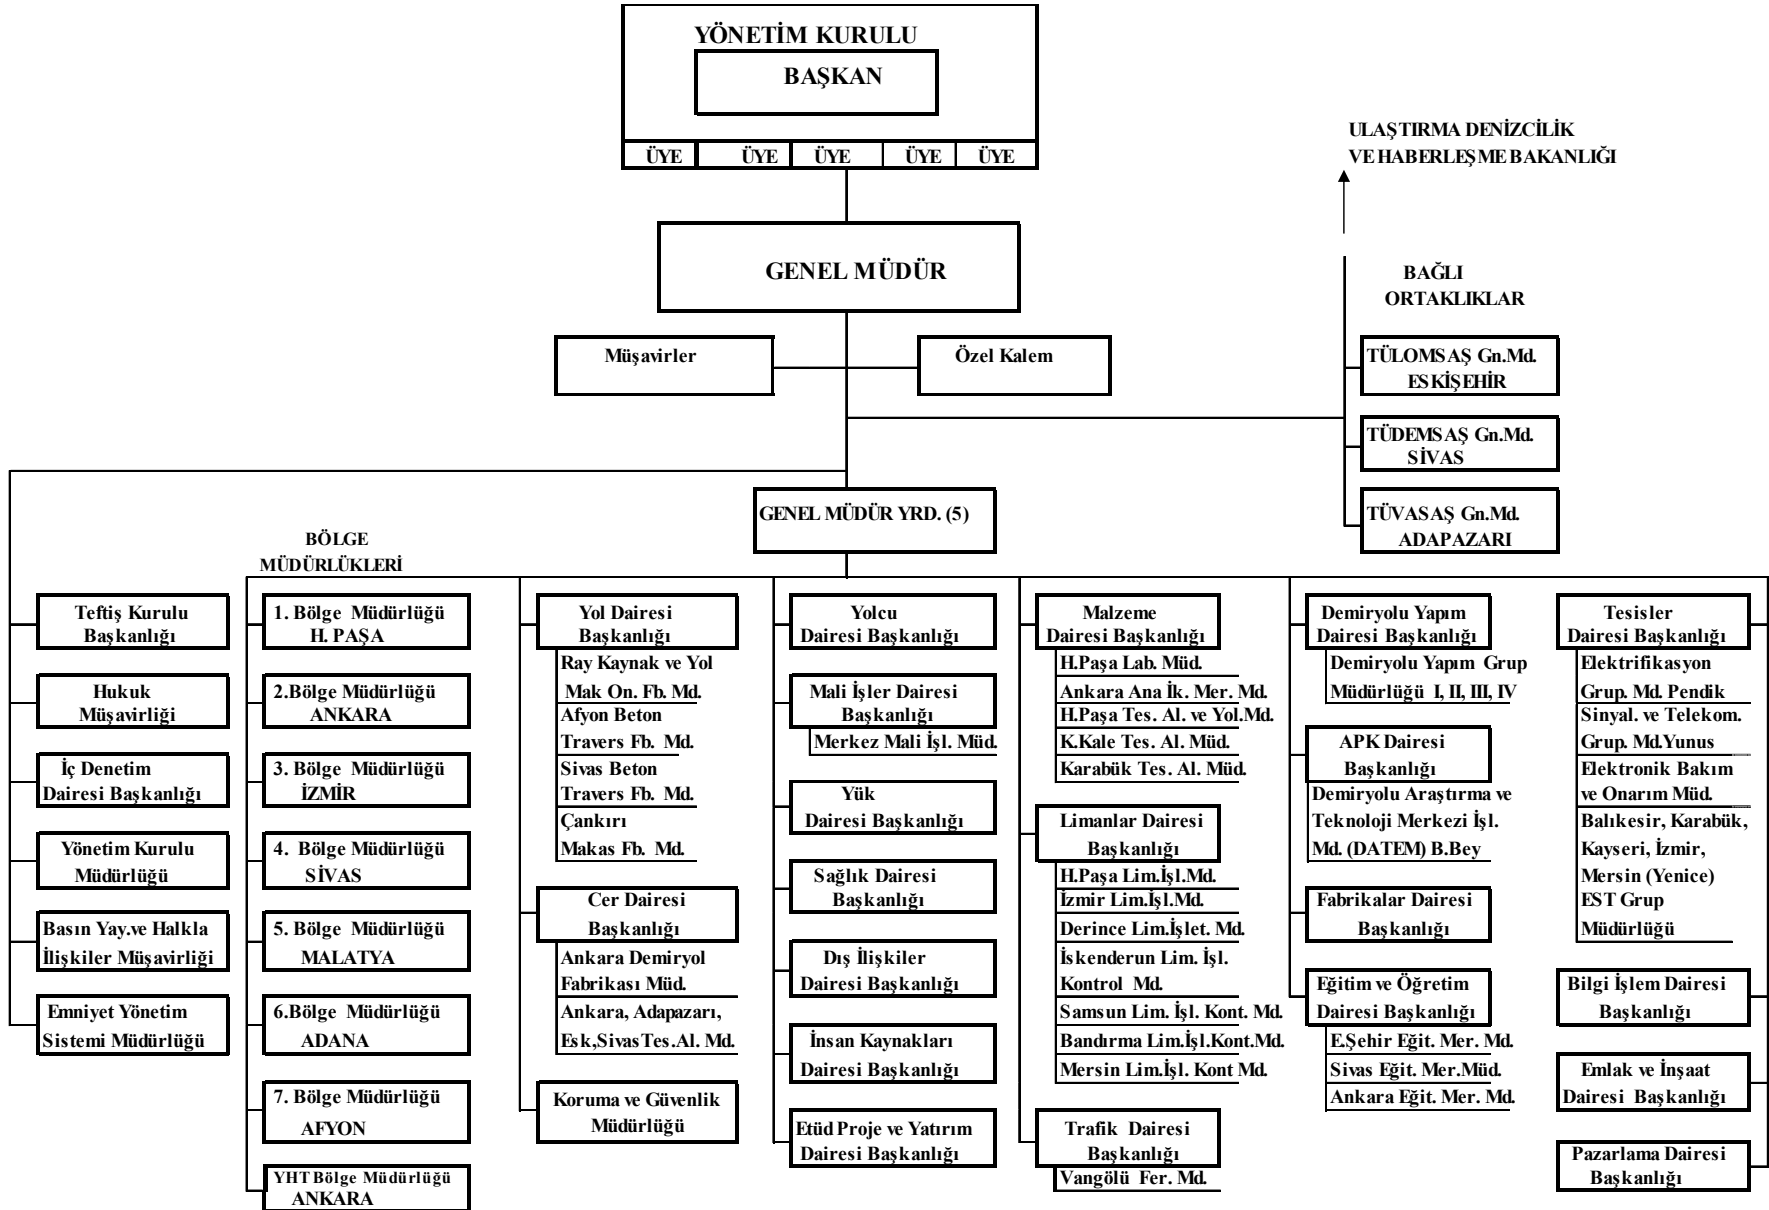 YÖNETİM KURULU
BAŞKAN
ÜYE ÜYE ÜYE ÜYE ÜYE
ULAŞTIRMA DENİZCİLİK
VE HABERLEŞME BAKANLIĞI
GENEL MÜDÜR
BAĞLI
ORTAKLIKLAR
Müşavirler
Özel Kalem
TÜLOMSAŞ Gn.Md.
ESKİŞEHİR
TÜDEMSAŞ Gn.Md.
SİVAS
TÜVASAŞ Gn.Md.
ADAPAZARI
GENEL MÜDÜR YRD. (5)
Teftiş Kurulu
Başkanlığı
Hukuk
Müşavirliği
İç Denetim
Dairesi Başkanlığı
Yönetim Kurulu
Müdürlüğü
Basın Yay.ve Halkla
İlişkiler Müşavirliği
Emniyet Yönetim
Sistemi Müdürlüğü
BÖLGE
MÜDÜRLÜKLERİ
1. Bölge Müdürlüğü
H. PAŞA
2.Bölge Müdürlüğü
ANKARA
3. Bölge Müdürlüğü
İZMİR
4. Bölge Müdürlüğü
SİVAS
5. Bölge Müdürlüğü
MALATYA
6.Bölge Müdürlüğü
ADANA
7. Bölge Müdürlüğü
AFYON
YHT Bölge Müdürlüğü
ANKARA
Yol Dairesi
Başkanlığı
Ray Kaynak ve Yol
Mak On. Fb. Md.
Afyon Beton
Travers Fb. Md.
Sivas Beton
Travers Fb. Md.
Çankırı
Makas Fb. Md.
Cer Dairesi
Başkanlığı
Ankara Demiryol
Fabrikası Müd.
Ankara, Adapazarı,
Esk,SivasTes.Al. Md.
Koruma ve Güvenlik
Müdürlüğü
Yolcu
Dairesi Başkanlığı
Mali İşler Dairesi
Başkanlığı
Merkez Mali İşl. Müd.
Yük
Dairesi Başkanlığı
Sağlık Dairesi
Başkanlığı
Dış İlişkiler
Dairesi Başkanlığı
İnsan Kaynakları
Dairesi Başkanlığı
Etüd Proje ve Yatırım
Dairesi Başkanlığı
Malzeme
Dairesi Başkanlığı
H.Paşa Lab. Müd.
Ankara Ana İk. Mer. Md.
H.Paşa Tes. Al. ve Yol.Md.
K.Kale Tes. Al. Müd.
Karabük Tes. Al. Müd.
Limanlar Dairesi
Başkanlığı
H.Paşa Lim.İşl.Md.
İzmir Lim.İşl.Md.
Derince Lim.İşlet. Md.
İskenderun Lim. İşl.
Kontrol Md.
Samsun Lim. İşl. Kont. Md.
Bandırma Lim.İşl.Kont.Md.
Mersin Lim.İşl. Kont Md.
Trafik Dairesi
Başkanlığı
Vangölü Fer. Md.
Demiryolu Yapım
Dairesi Başkanlığı
Demiryolu Yapım Grup
Müdürlüğü I, II, III, IV
APK Dairesi
Başkanlığı
Demiryolu Araştırma ve
Teknoloji Merkezi İşl.
Md. (DATEM) B.Bey
Fabrikalar Dairesi
Başkanlığı
Eğitim ve Öğretim
Dairesi Başkanlığı
E.Şehir Eğit. Mer. Md.
Sivas Eğit. Mer.Müd.
Ankara Eğit. Mer. Md.
Tesisler
Dairesi Başkanlığı
Elektrifikasyon
Grup. Md. Pendik
Sinyal. ve Telekom.
Grup. Md.Yunus
Elektronik Bakım
ve Onarım Müd.
Balıkesir, Karabük,
Kayseri, İzmir,
Mersin (Yenice)
EST Grup
Müdürlüğü
Bilgi İşlem Dairesi
Başkanlığı
Emlak ve İnşaat
Dairesi Başkanlığı
Pazarlama Dairesi
Başkanlığı